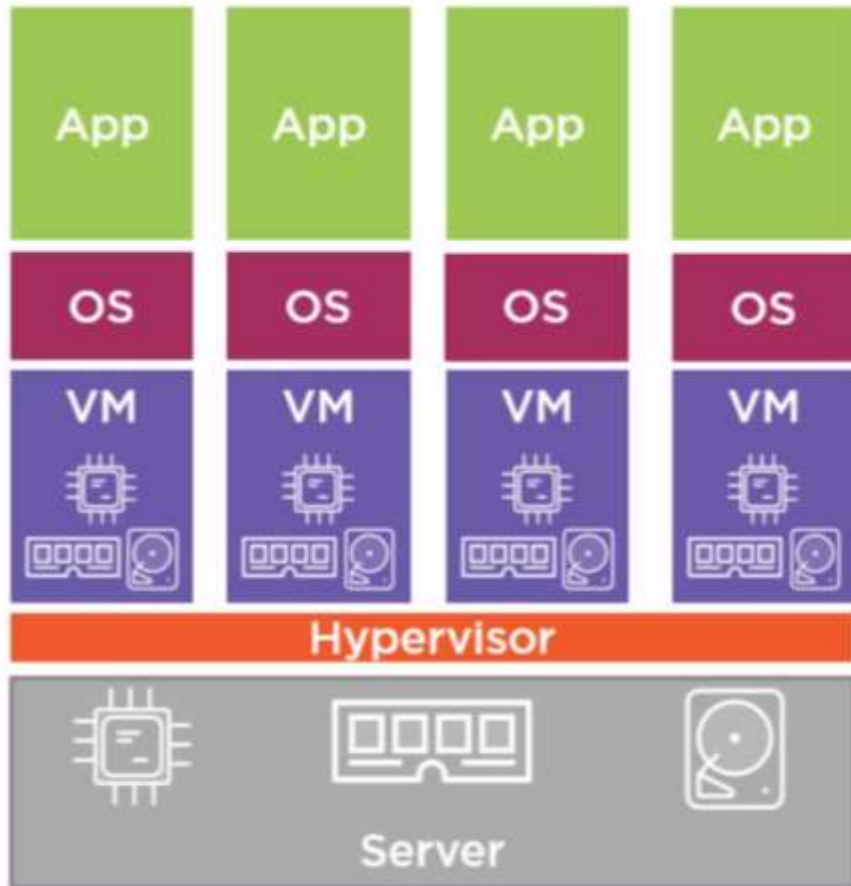 App App App App
OS OS OS OS
VM VM VM VM
Hypervisor
Server